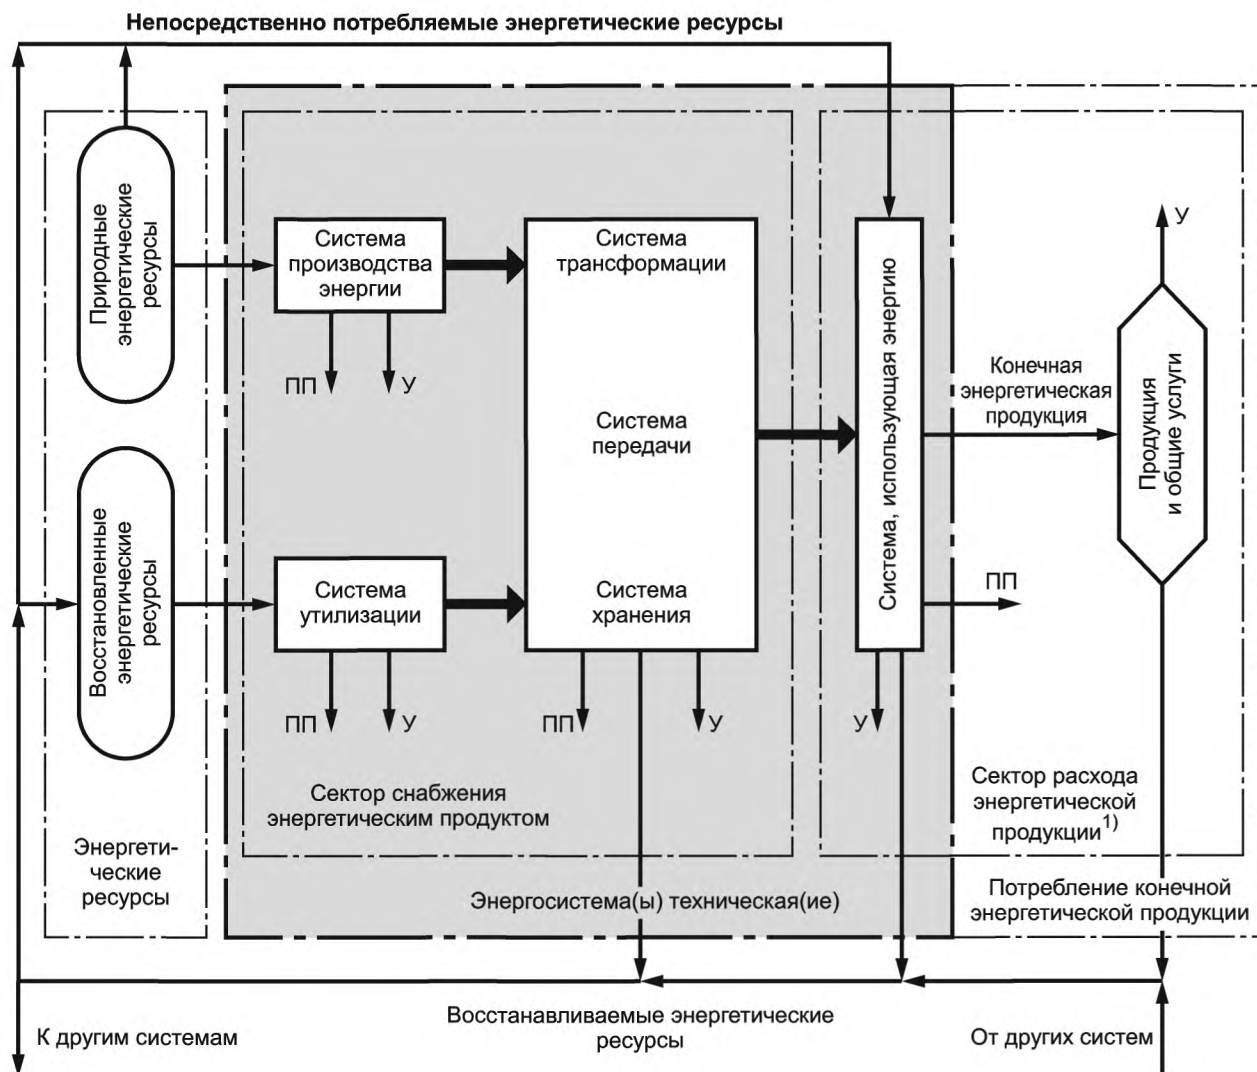 Непосредственно потребляемые энергетические ресурсы
Природные
энергетические
ресурсы
Система
производства
энергии
ПП
У
Система
трансформации
Система
передачи
Система
хранения
Система, использующая энергию
Конечная
энергетическая
продукция
Продукция
и общие услуги
У
Восстановленные
энергетические
ресурсы
Система
утилизации
ПП
У
ПП
У
У
ПП
Сектор снабжения
энергетическим продуктом
Сектор расхода
энергетической
продукции1)
Энергети-
ческие
ресурсы
Энергосистема(ы) техническая(ие)
Потребление конечной
энергетической продукции
К другим системам
Восстанавливаемые энергетические
ресурсы
От других систем